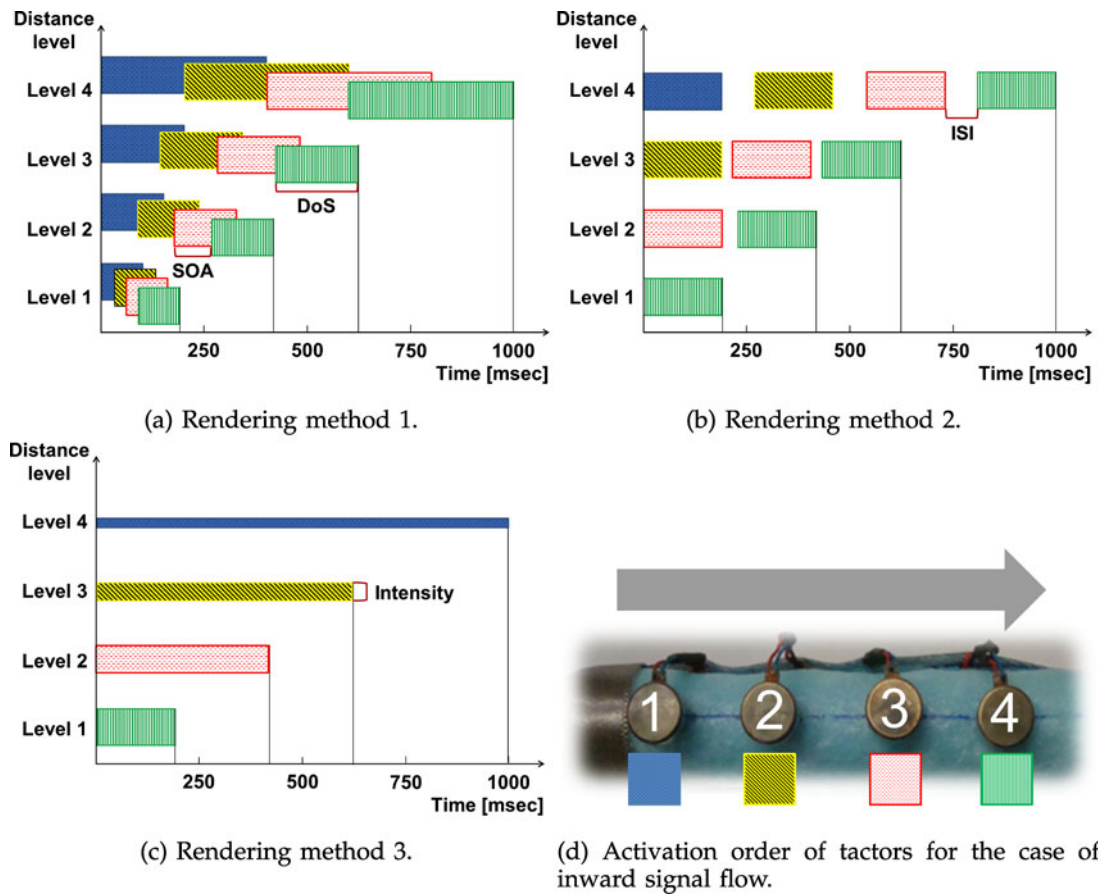 Distance
level
Level 4
Level 3
DoS
Level 2
SOA
Level 1
250
500
750
1000
Time [msec]
(a) Rendering method 1.
Distance
level
Level 4
ISI
Level 3
Level 2
Level 1
250
500
750
1000
Time [msec]
(b) Rendering method 2.
Distance
level
Level 4
Level 3
Intensity
Level 2
Level 1
250
500
750
1000
Time [msec]
(c) Rendering method 3.
1 2 3 4
(d) Activation order of tactors for the case of
inward signal flow.